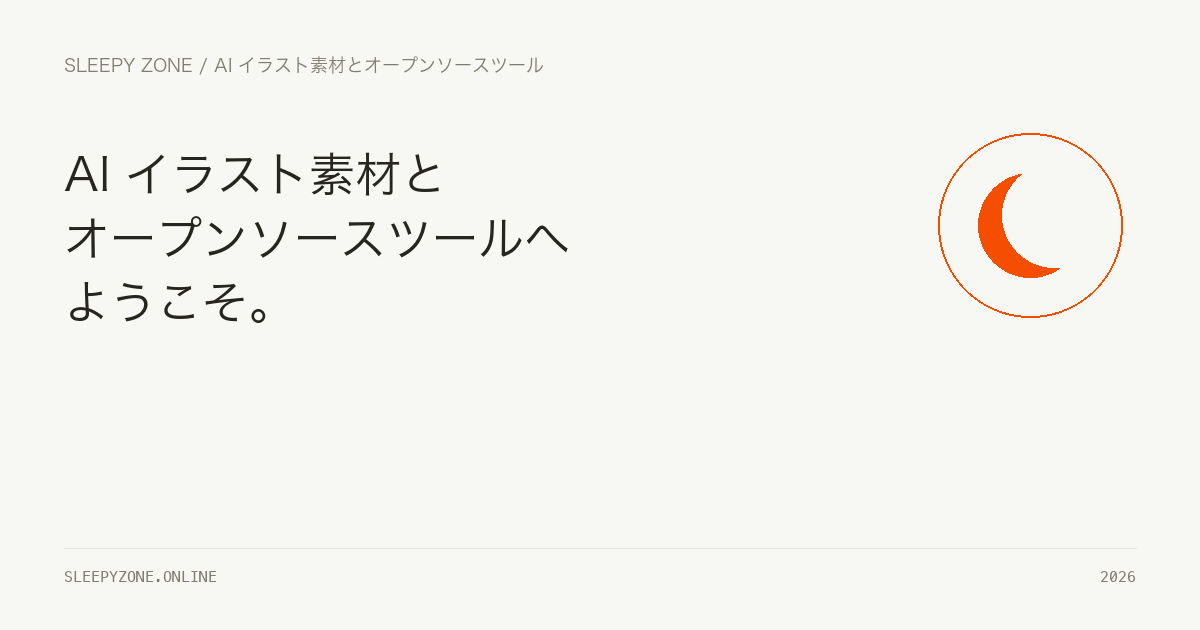 SLEEPY ZONE / AI イラスト素材とオープンソースツール
AI イラスト素材と
オープンソースツールへ
ようこそ。
SLEEPYZONE.ONLINE
2026